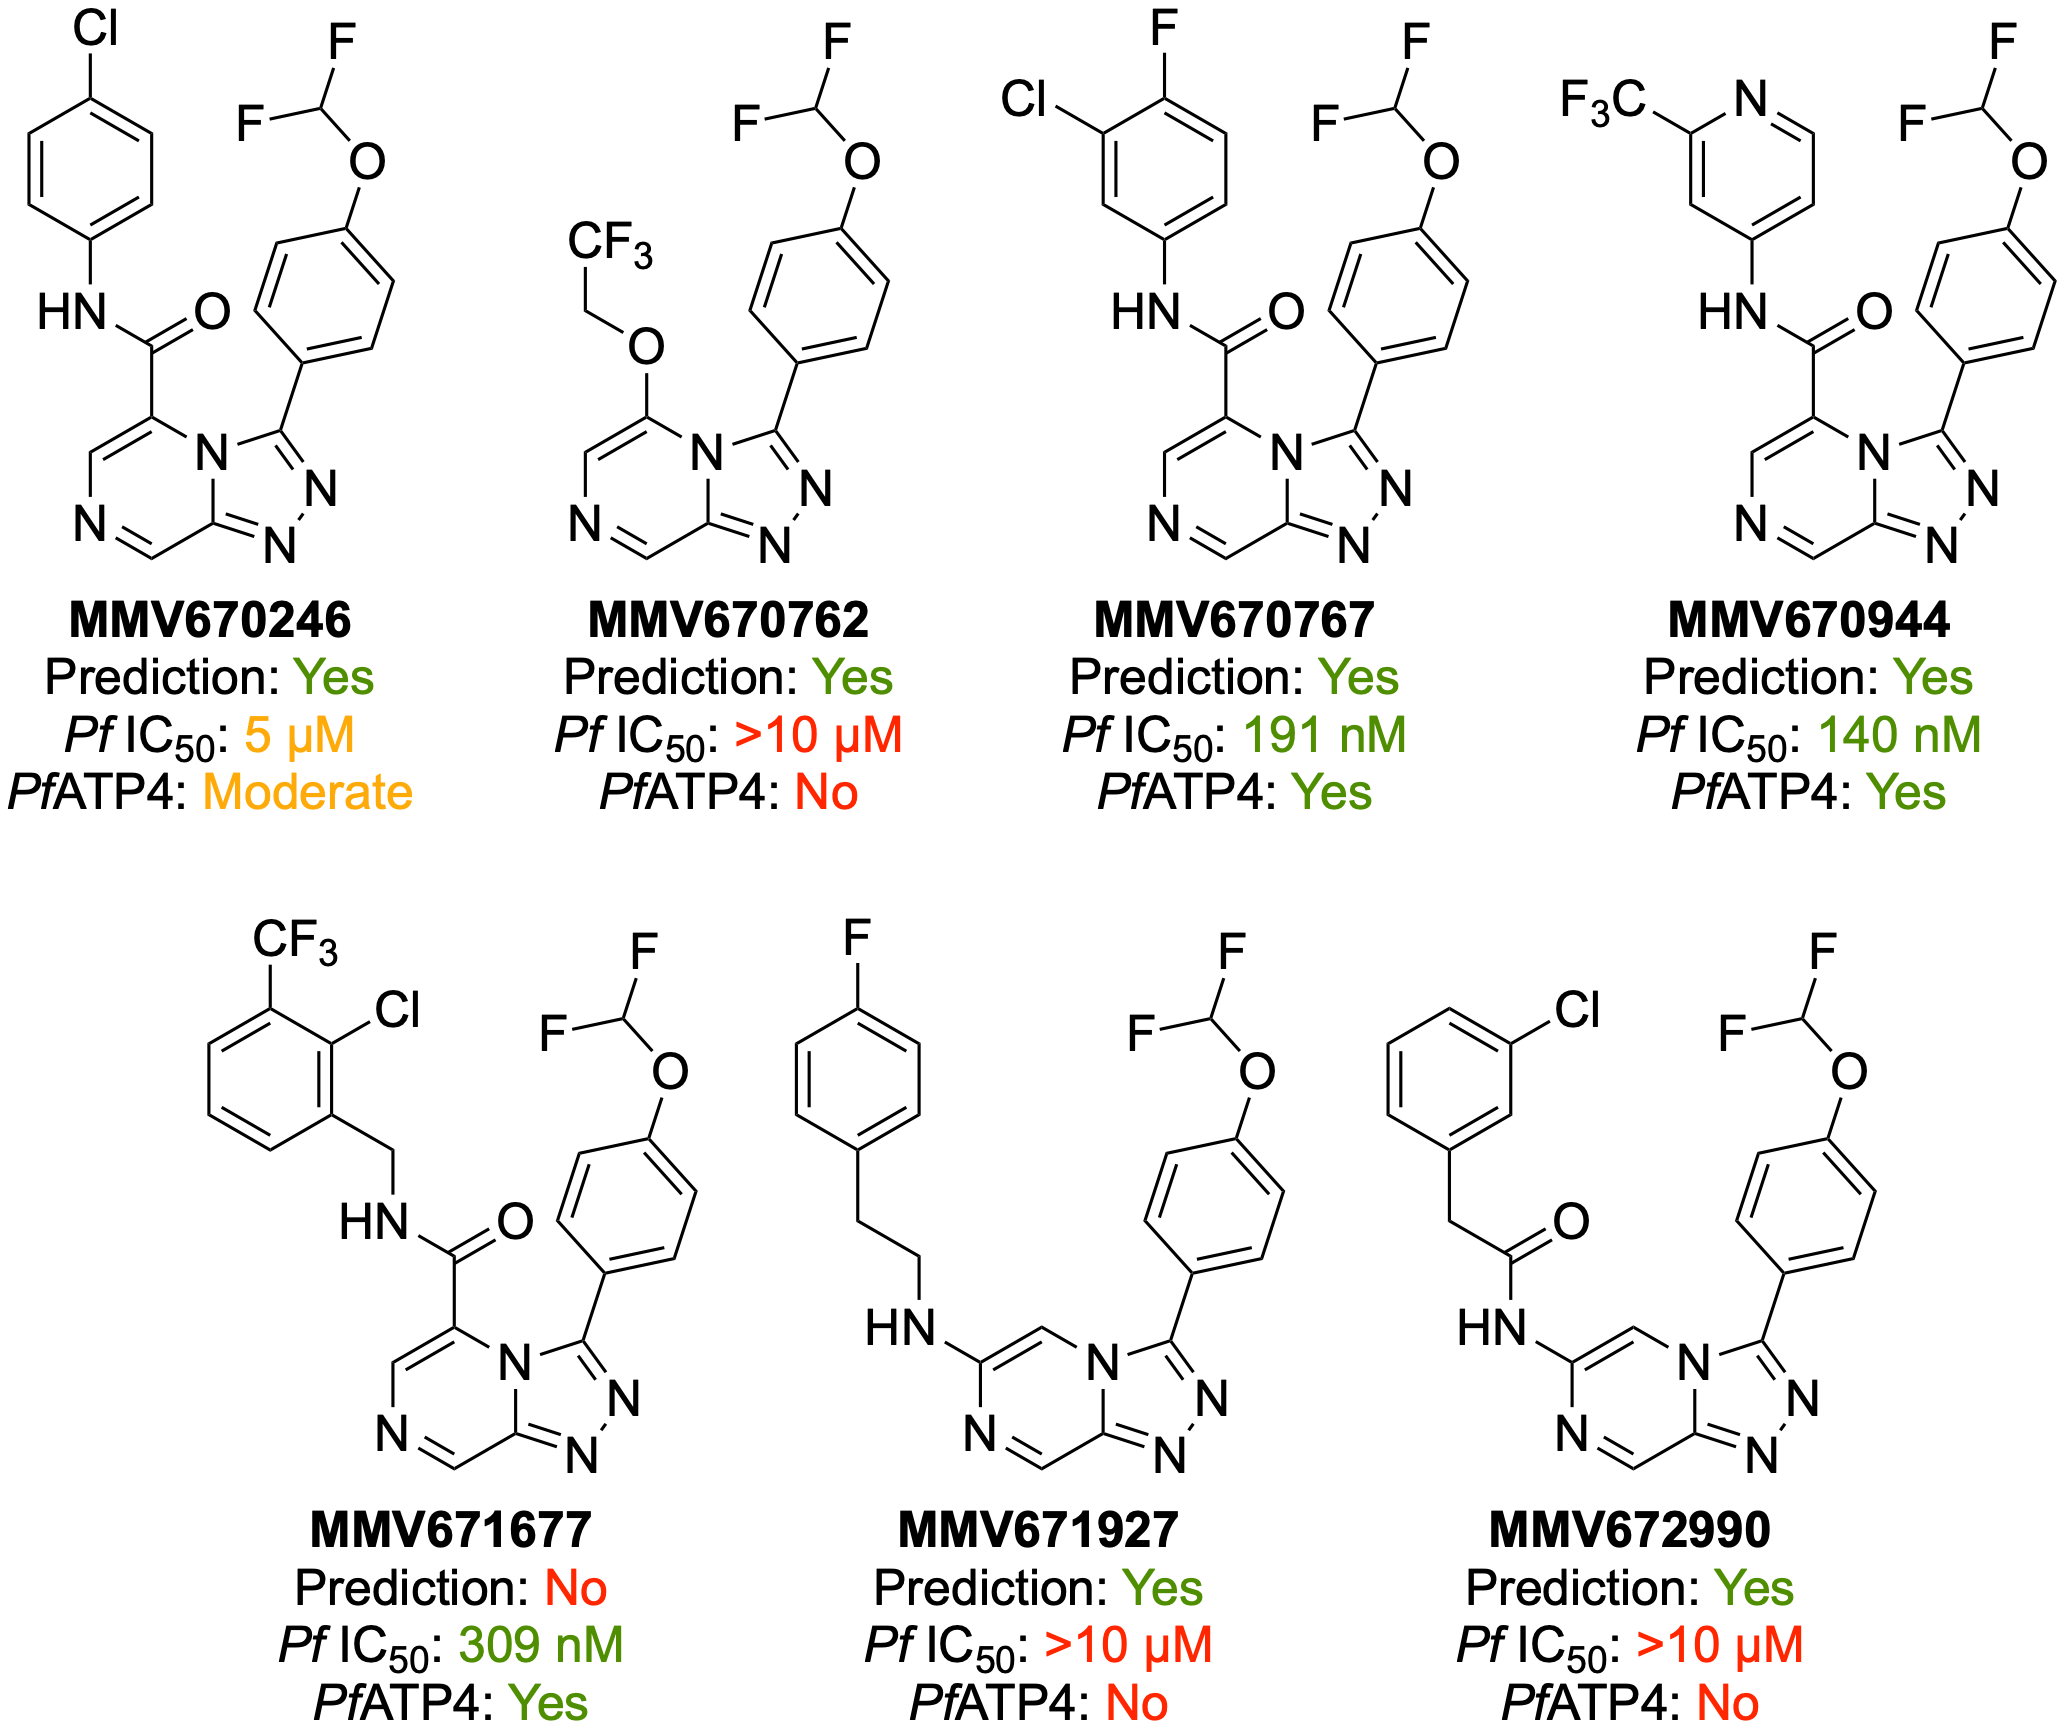 Cl
F
F
O
HN
O
N
N
N
N
MMV670246
Prediction: Yes
Pf IC50: 5 µM
PfATP4: Moderate
F
F
O
CF3
O
N
N
N
N
MMV670762
Prediction: Yes
Pf IC50: >10 µM
PfATP4: No
F
Cl
F
F
O
HN
O
N
N
N
N
MMV670767
Prediction: Yes
Pf IC50: 191 nM
PfATP4: Yes
F3C
N
F
F
O
HN
O
N
N
N
N
MMV670944
Prediction: Yes
Pf IC50: 140 nM
PfATP4: Yes
CF3
Cl
F
F
O
HN
O
N
N
N
N
MMV671677
Prediction: No
Pf IC50: 309 nM
PfATP4: Yes
F
F
F
O
HN
N
N
N
N
MMV671927
Prediction: Yes
Pf IC50: >10 µM
PfATP4: No
Cl
F
F
O
O
HN
N
N
N
N
MMV672990
Prediction: Yes
Pf IC50: >10 µM
PfATP4: No